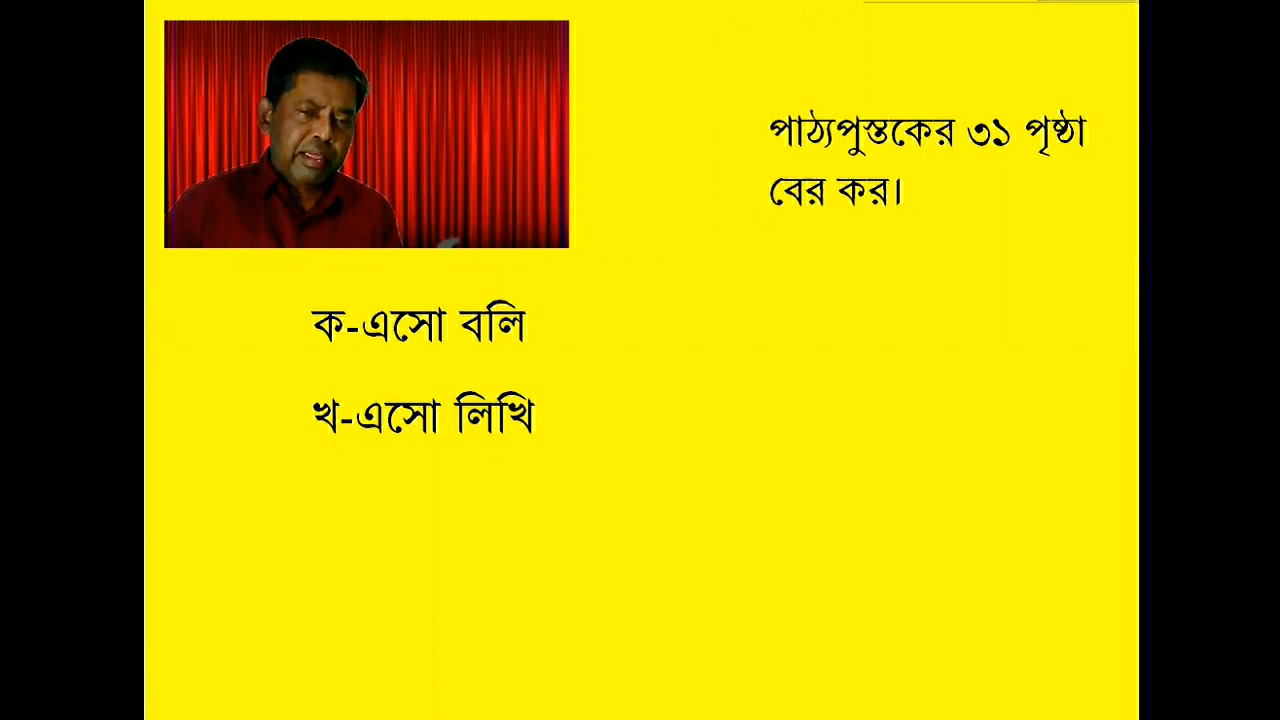 পাঠ্যপুস্তকের ৩১ পৃষ্ঠা
বের কর।
ক-এসো বলি
খ-এসো লিখি